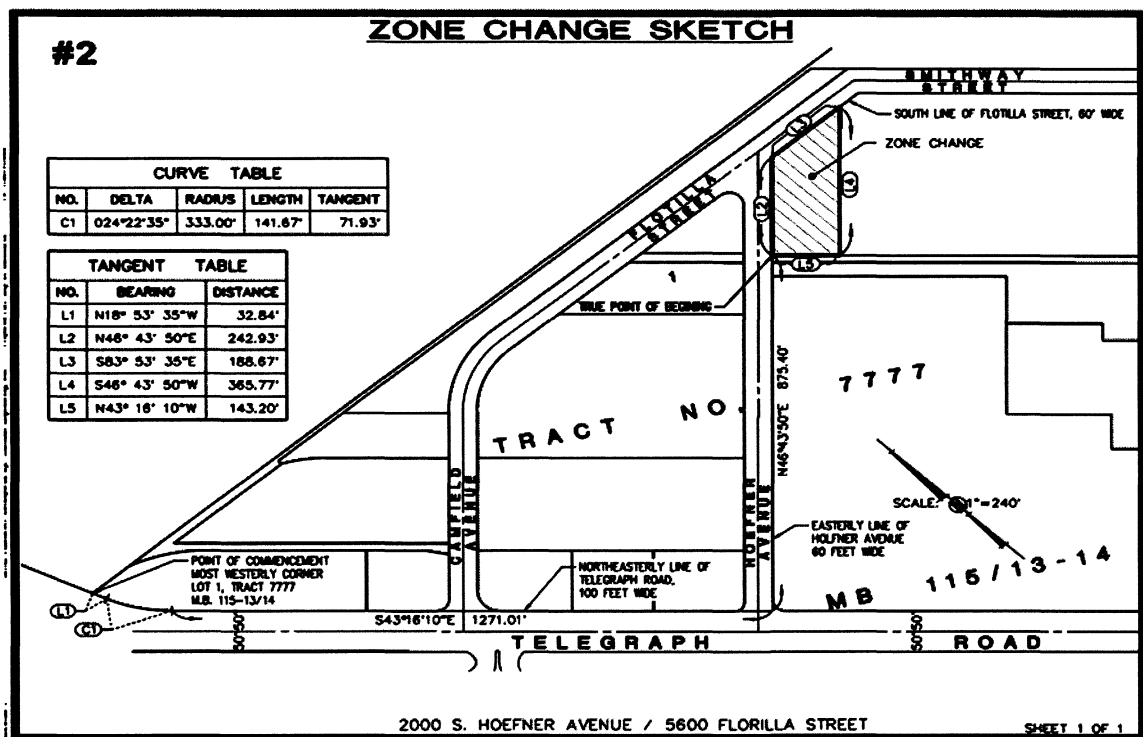 ZONE CHANGE SKETCH
#2
SMITHWAY
STREET
SOUTH LINE OF FLOTILLA STREET, 60' WIDE
ZONE CHANGE
L3
L4
L2
L5
FLOTILLA
STREET
CURVE TABLE
NO. DELTA RADIUS LENGTH TANGENT
C1 024°22'35" 333.00' 141.67' 71.93'
TANGENT TABLE
NO. BEARING DISTANCE
L1 N18° 53' 35"W 32.84'
L2 N46° 43' 50"E 242.93'
L3 S83° 53' 35"E 188.67'
L4 S46° 43' 50"W 365.77'
L5 N43° 16' 10"W 143.20'
1
TRUE POINT OF BEGINING
N46°43'50"E 875.40'
TRACT NO. 7777
SCALE: 1"=240'
CAMFIELD
AVENUE
HOEFNER
AVENUE
EASTERLY LINE OF
HOLFNER AVENUE
60 FEET WIDE
POINT OF COMMENCEMENT
MOST WESTERLY CORNER
LOT 1, TRACT 7777
M.B. 115-13/14
NORTHEASTERLY LINE OF
TELEGRAPH ROAD,
100 FEET WIDE
MB 115/13-14
L1
C1
S43°16'10"E 1271.01'
50'50'
50'50'
TELEGRAPH ROAD
2000 S. HOEFNER AVENUE / 5600 FLORILLA STREET
SHEET 1 OF 1